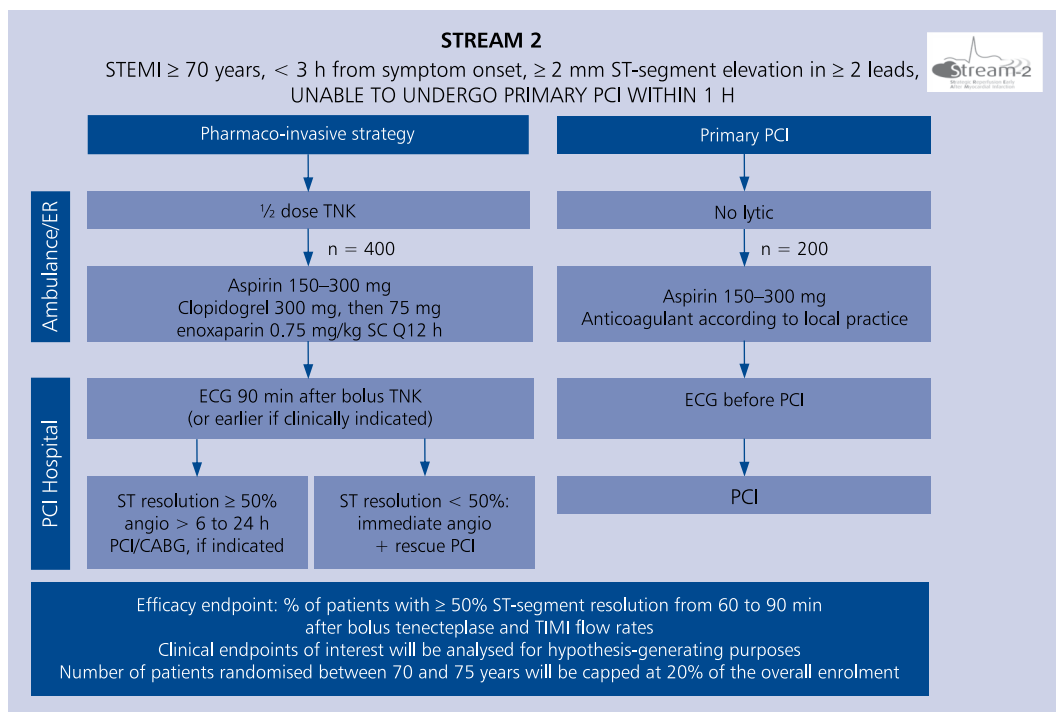 STREAM 2
STEMI ≥ 70 years, < 3 h from symptom onset, ≥ 2 mm ST-segment elevation in ≥ 2 leads,
UNABLE TO UNDERGO PRIMARY PCI WITHIN 1 H
Stream-2
Pharmaco-invasive strategy
Primary PCI
Ambulance/ER
½ dose TNK
No lytic
n = 400
n = 200
Aspirin 150–300 mg
Clopidogrel 300 mg, then 75 mg
enoxaparin 0.75 mg/kg SC Q12 h
Aspirin 150–300 mg
Anticoagulant according to local practice
PCI Hospital
ECG 90 min after bolus TNK
(or earlier if clinically indicated)
ECG before PCI
ST resolution ≥ 50%
angio > 6 to 24 h
PCI/CABG, if indicated
ST resolution < 50%:
immediate angio
+ rescue PCI
PCI
Efficacy endpoint: % of patients with ≥ 50% ST-segment resolution from 60 to 90 min
after bolus tenecteplase and TIMI flow rates
Clinical endpoints of interest will be analysed for hypothesis-generating purposes
Number of patients randomised between 70 and 75 years will be capped at 20% of the overall enrolment